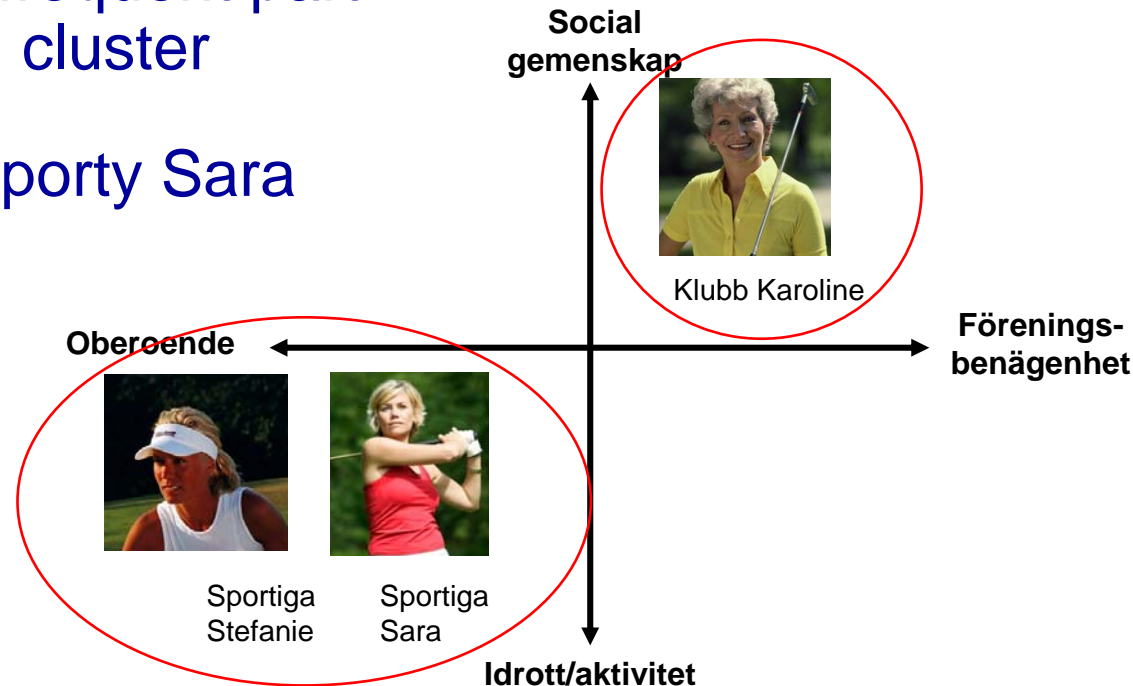 cluster
porty Sara
Social
gemenskap
Klubb Karoline
Oberoende
Förenings-
benägenhet
Sportiga
Stefanie
Sportiga
Sara
Idrott/aktivitet